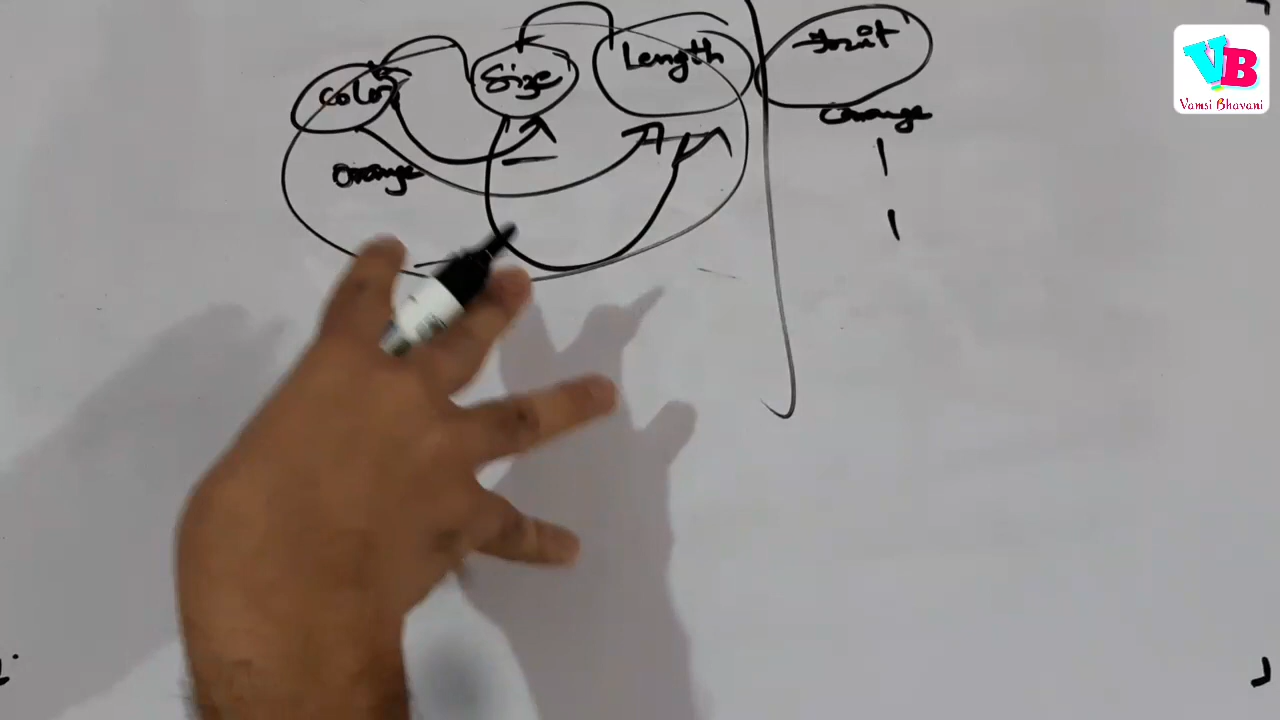 Color Size Length fruit
orange
orange
VB
Vamsi Bhavani